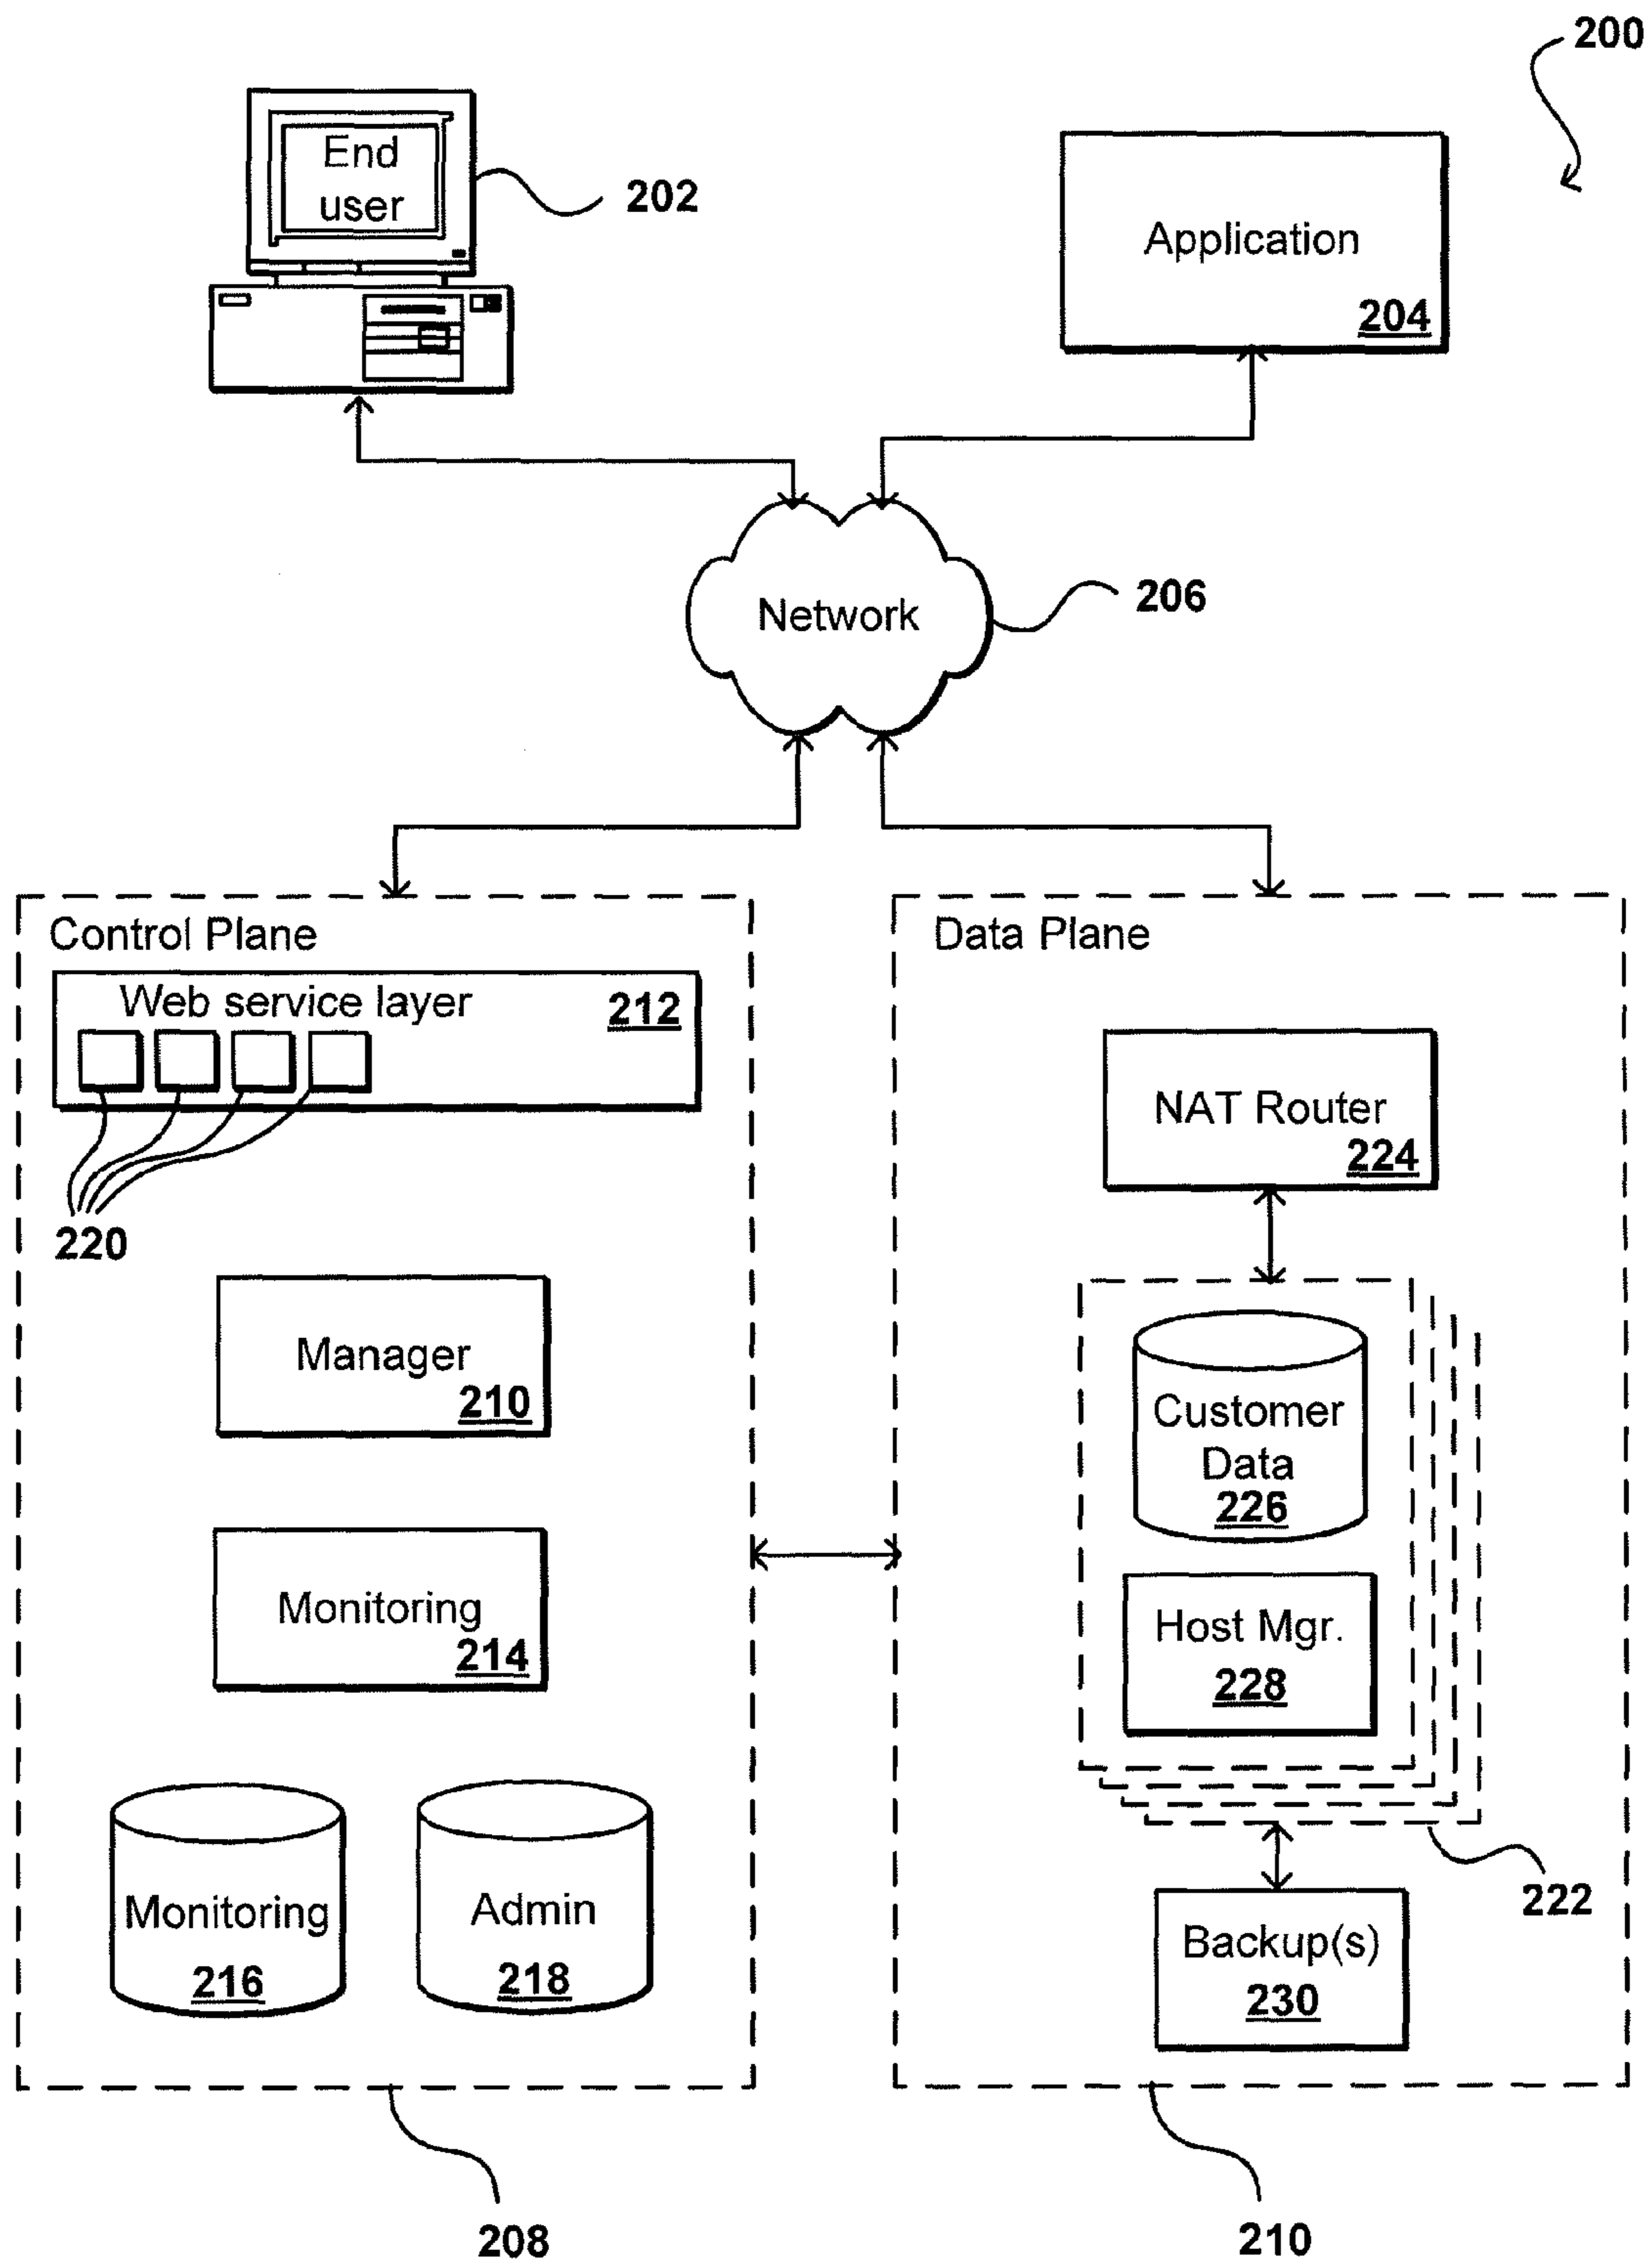 200
End
user
202
Application
204
Network
206
Control Plane
Web service layer
212
220
Manager
210
Monitoring
214
Monitoring
216
Admin
218
208
Data Plane
NAT Router
224
Customer
Data
226
Host Mgr.
228
222
Backup(s)
230
210